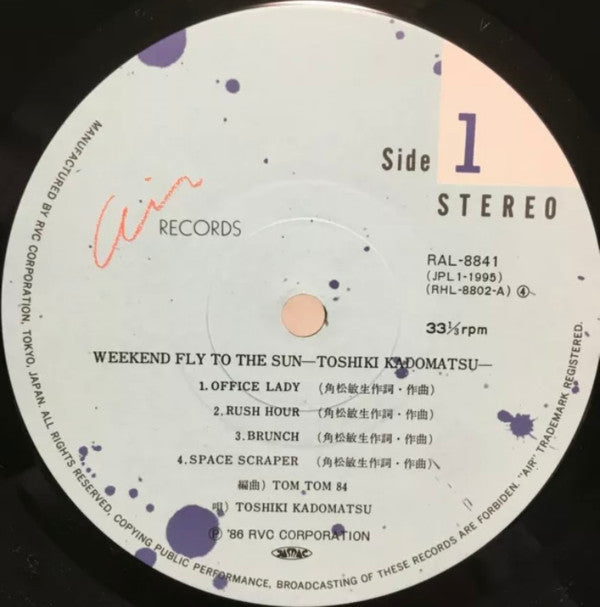 Side 1
STEREO
Air RECORDS
RAL-8841
(JPL1-1995)
(RHL-8802-A) ④
33⅓rpm
WEEKEND FLY TO THE SUN—TOSHIKI KADOMATSU—
1. OFFICE LADY (角松敏生作詞・作曲)
2. RUSH HOUR (角松敏生作詞・作曲)
3. BRUNCH (角松敏生作詞・作曲)
4. SPACE SCRAPER (角松敏生作詞・作曲)
編曲) TOM TOM 84
唄) TOSHIKI KADOMATSU
Ⓟ '86 RVC CORPORATION
JASRAC
MANUFACTURED BY RVC CORPORATION, TOKYO, JAPAN. ALL RIGHTS RESERVED, COPYING PUBLIC PERFORMANCE, BROADCASTING OF THESE RECORDS ARE FORBIDDEN. "AIR" TRADEMARK REGISTERED.